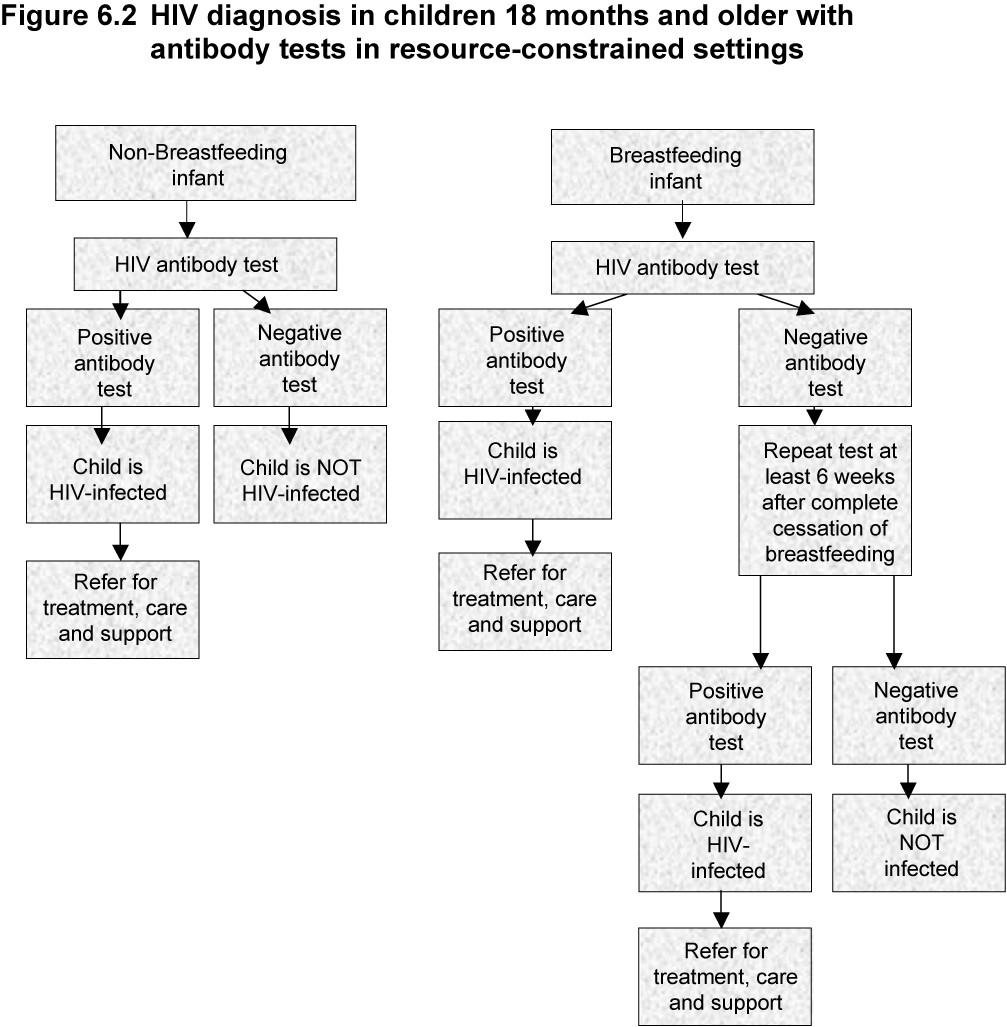 Figure 6.2 HIV diagnosis in children 18 months and older with
antibody tests in resource-constrained settings
Non-Breastfeeding
infant
HIV antibody test
Positive
antibody
test
Negative
antibody
test
Child is
HIV-infected
Child is NOT
HIV-infected
Refer for
treatment, care
and support
Breastfeeding
infant
HIV antibody test
Positive
antibody
test
Negative
antibody
test
Child is
HIV-infected
Repeat test at
least 6 weeks
after complete
cessation of
breastfeeding
Refer for
treatment, care
and support
Positive
antibody
test
Negative
antibody
test
Child is
HIV-
infected
Child is
NOT
infected
Refer for
treatment, care
and support